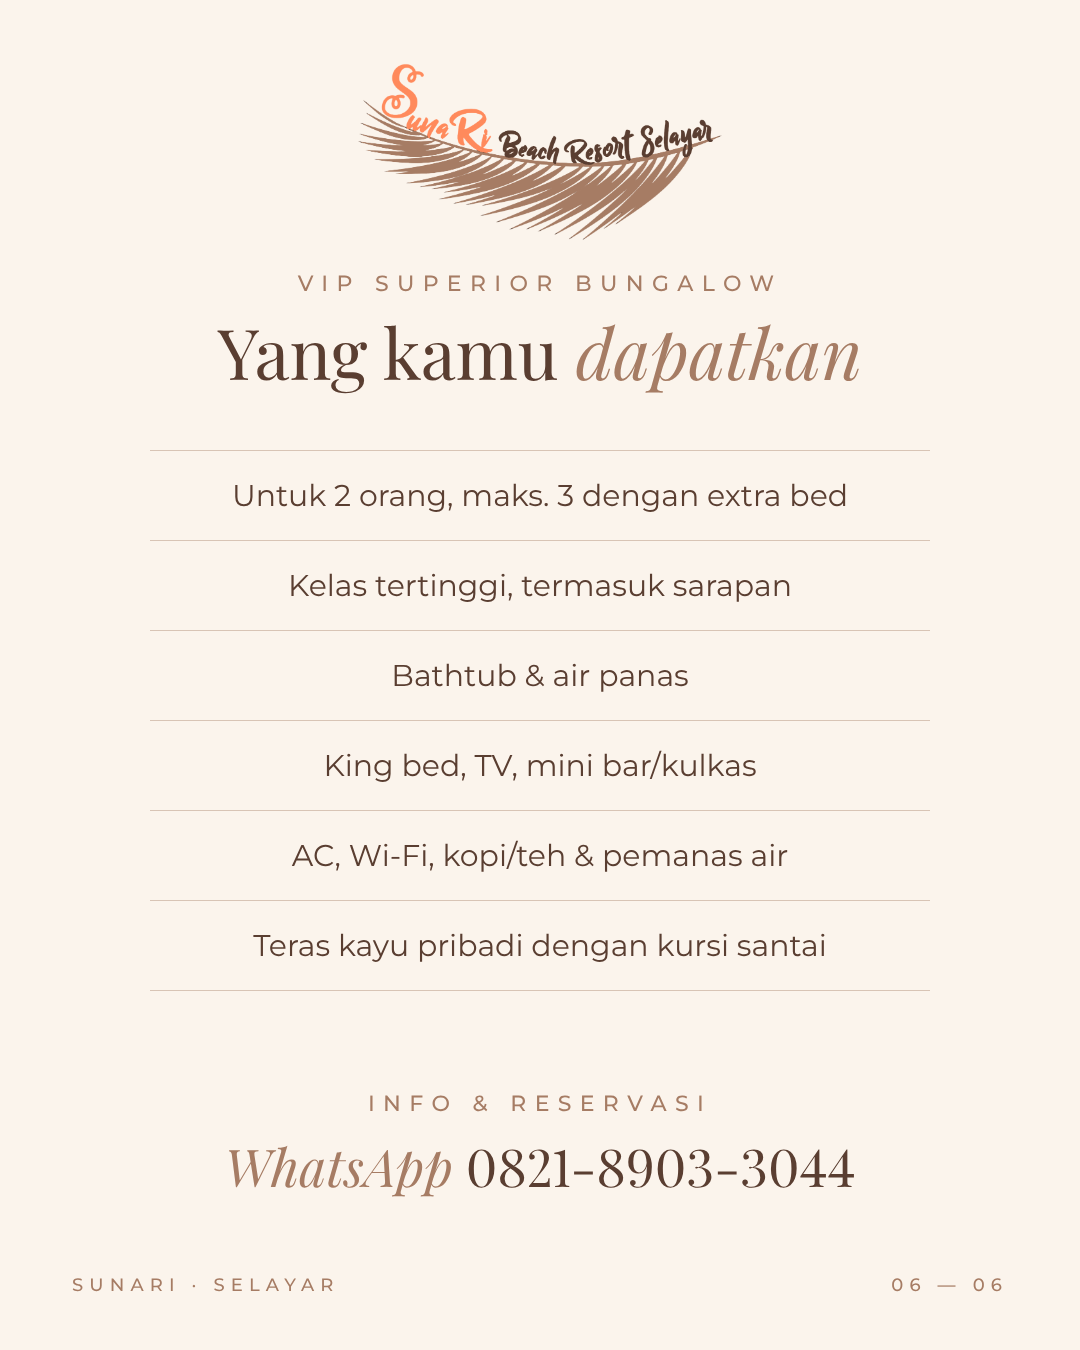 SunaRi Beach Resort Selayar
VIP SUPERIOR BUNGALOW
Yang kamu dapatkan
Untuk 2 orang, maks. 3 dengan extra bed
Kelas tertinggi, termasuk sarapan
Bathtub & air panas
King bed, TV, mini bar/kulkas
AC, Wi-Fi, kopi/teh & pemanas air
Teras kayu pribadi dengan kursi santai
INFO & RESERVASI
WhatsApp 0821-8903-3044
SUNARI · SELAYAR
06 — 06